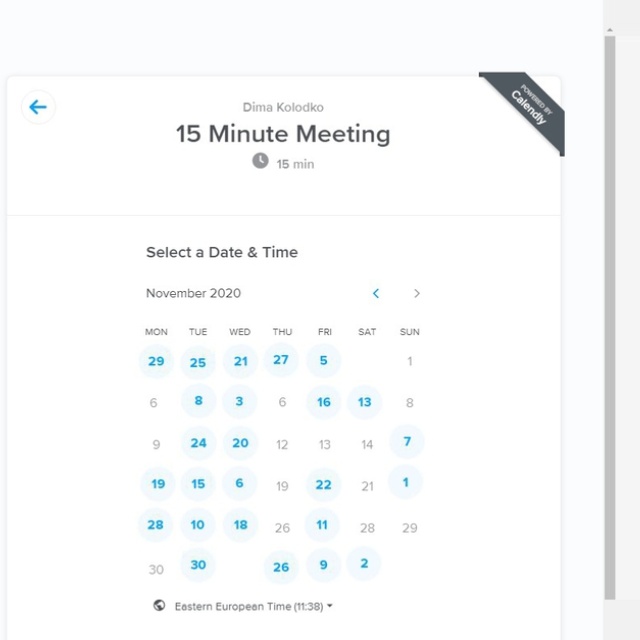 POWERED BY
Calendly
Dima Kolodko
15 Minute Meeting
15 min
Select a Date & Time
November 2020
MON TUE WED THU FRI SAT SUN
29 25 21 27 5 1
6 8 3 6 16 13 8
9 24 20 12 13 14 7
19 15 6 19 22 21 1
28 10 18 26 11 28 29
30 30 26 9 2
Eastern European Time (11:38)